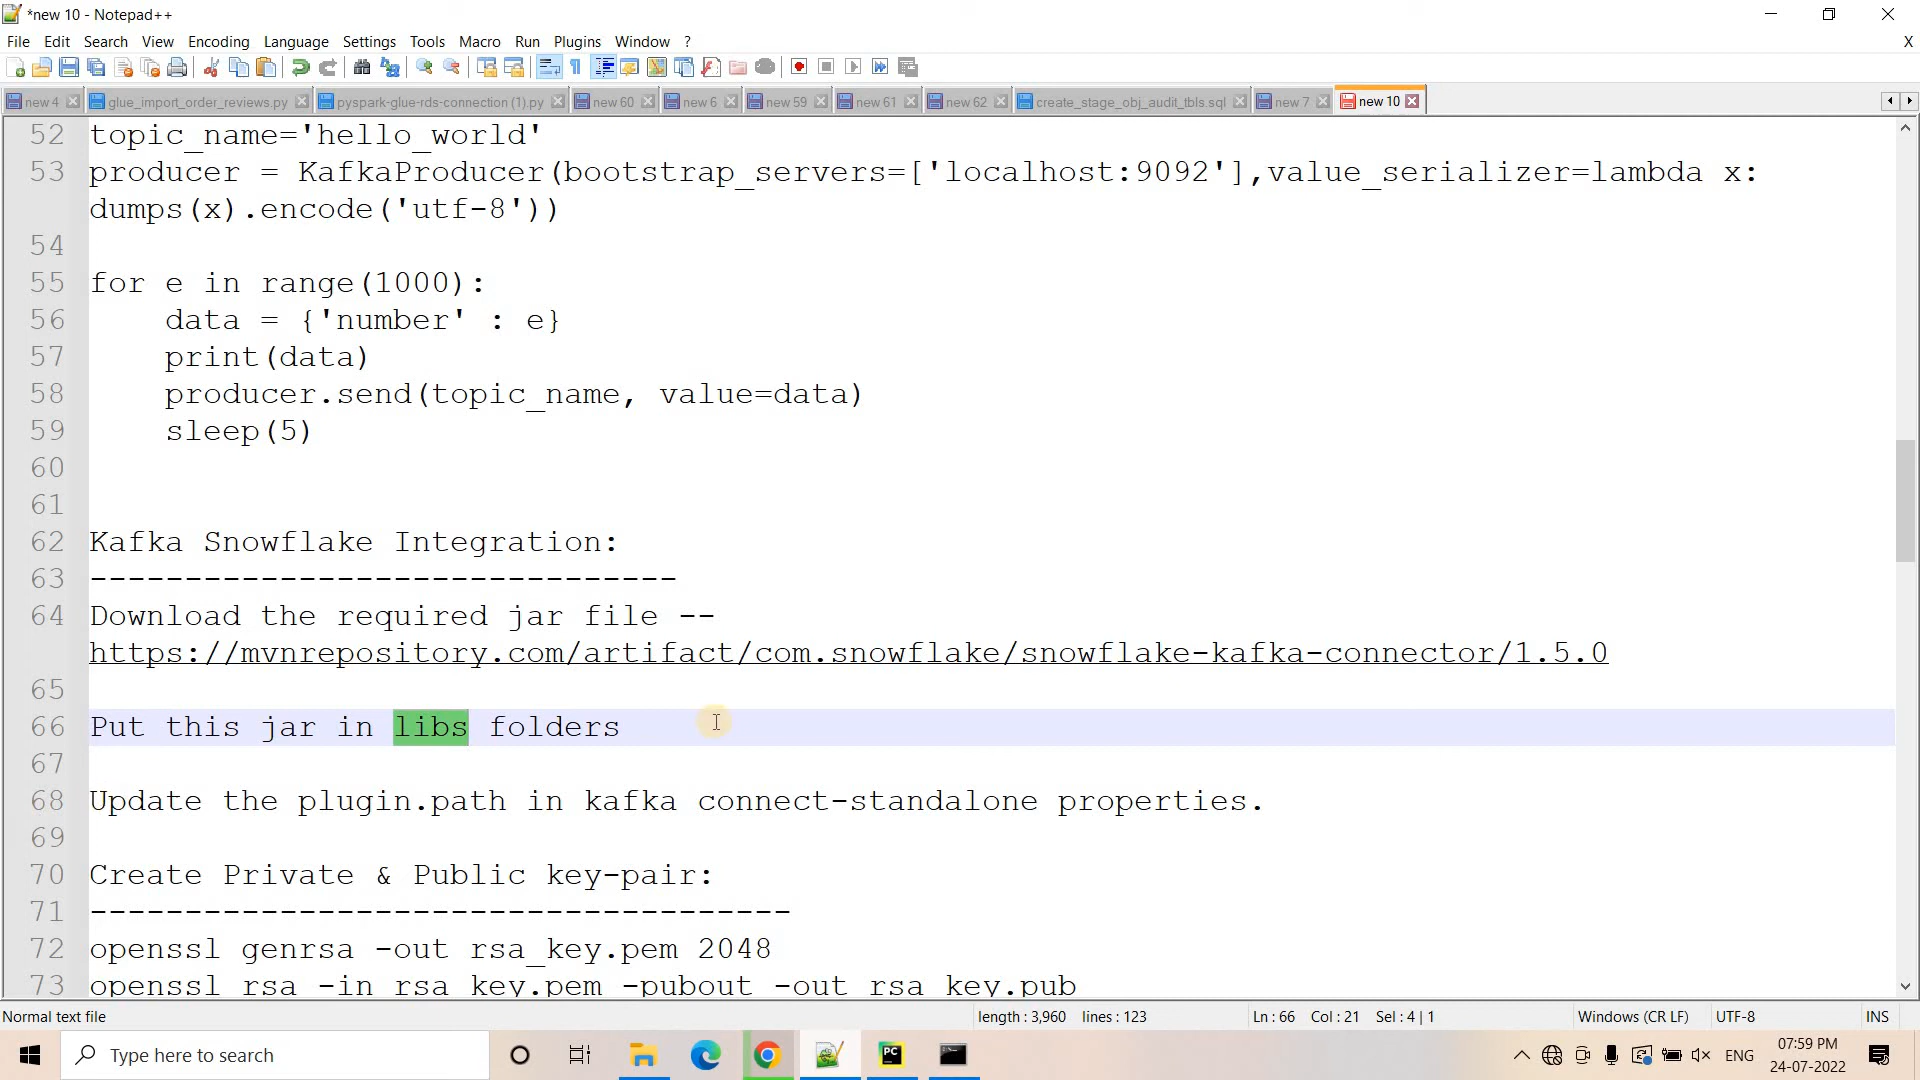 *new 10 - Notepad++
File Edit Search View Encoding Language Settings Tools Macro Run Plugins Window ? X
new 4 glue_import_order_reviews.py pyspark-glue-rds-connection (1).py new 60 new 6 new 59 new 61 new 62 create_stage_obj_audit_tbls.sql new 7 new 10
52 topic_name='hello_world'
53 producer = KafkaProducer(bootstrap_servers=['localhost:9092'],value_serializer=lambda x:
dumps(x).encode('utf-8'))
54
55 for e in range(1000):
56 data = {'number' : e}
57 print(data)
58 producer.send(topic_name, value=data)
59 sleep(5)
60
61
62 Kafka Snowflake Integration:
63 -------------------------------
64 Download the required jar file --
https://mvnrepository.com/artifact/com.snowflake/snowflake-kafka-connector/1.5.0
65
66 Put this jar in libs folders
67
68 Update the plugin.path in kafka connect-standalone properties.
69
70 Create Private & Public key-pair:
71 -------------------------------------
72 openssl genrsa -out rsa_key.pem 2048
73 openssl rsa -in rsa_key.pem -pubout -out rsa_key.pub
Normal text file length : 3,960 lines : 123 Ln : 66 Col : 21 Sel : 4 | 1 Windows (CR LF) UTF-8 INS
Type here to search PC ENG 07:59 PM
24-07-2022